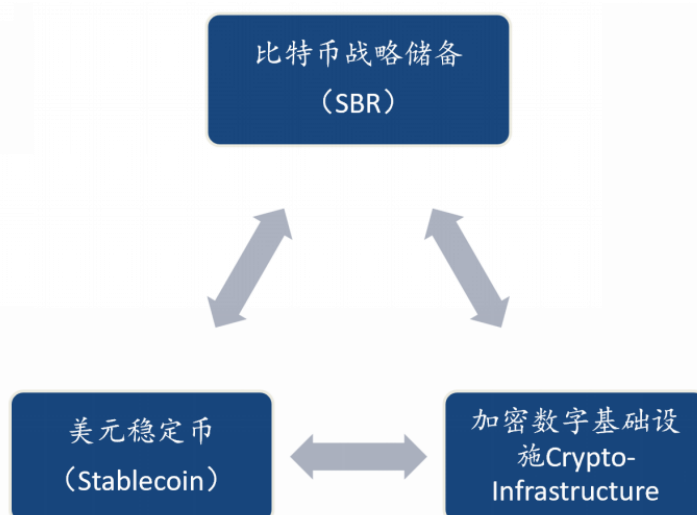 比特币战略储备
（SBR）
美元稳定币
（Stablecoin）
加密数字基础设
施Crypto-
Infrastructure